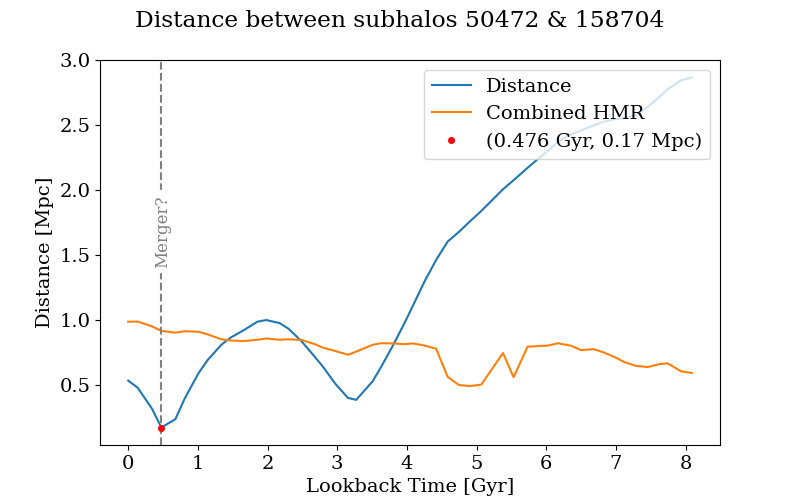 Distance between subhalos 50472 & 158704
Distance [Mpc]
3.0
2.5
2.0
1.5
1.0
0.5
Merger?
Distance
Combined HMR
(0.476 Gyr, 0.17 Mpc)
0 1 2 3 4 5 6 7 8
Lookback Time [Gyr]